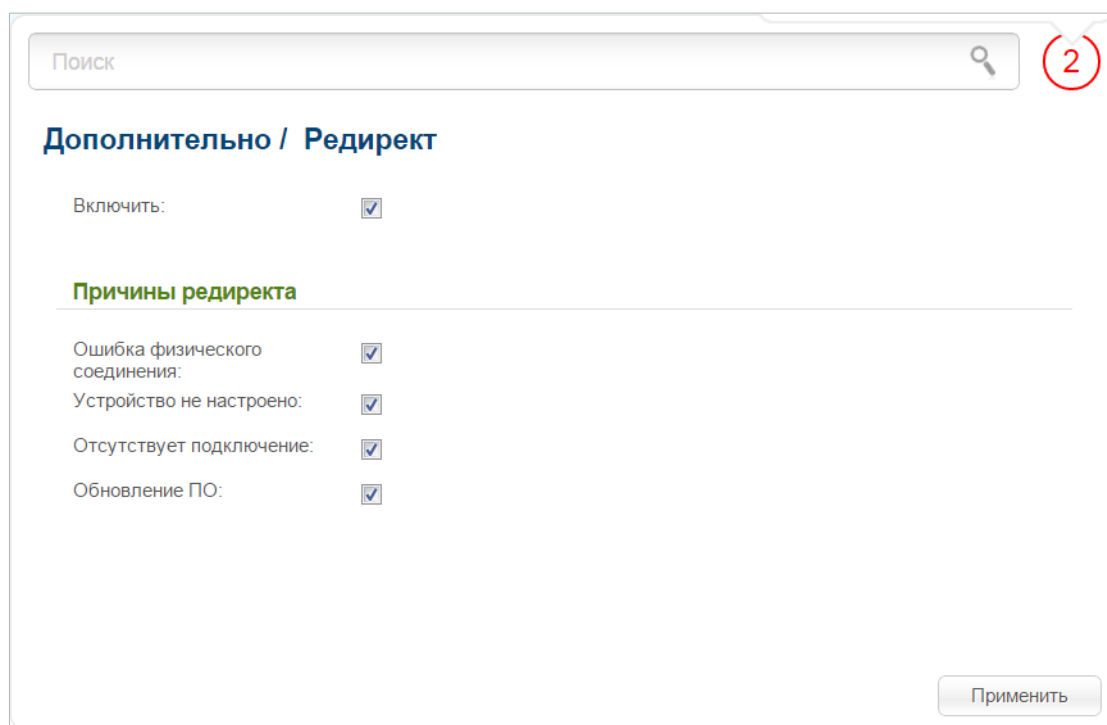 Поиск
2
Дополнительно / Редирект
Включить:
Причины редиректа
Ошибка физического
соединения:
Устройство не настроено:
Отсутствует подключение:
Обновление ПО:
Применить